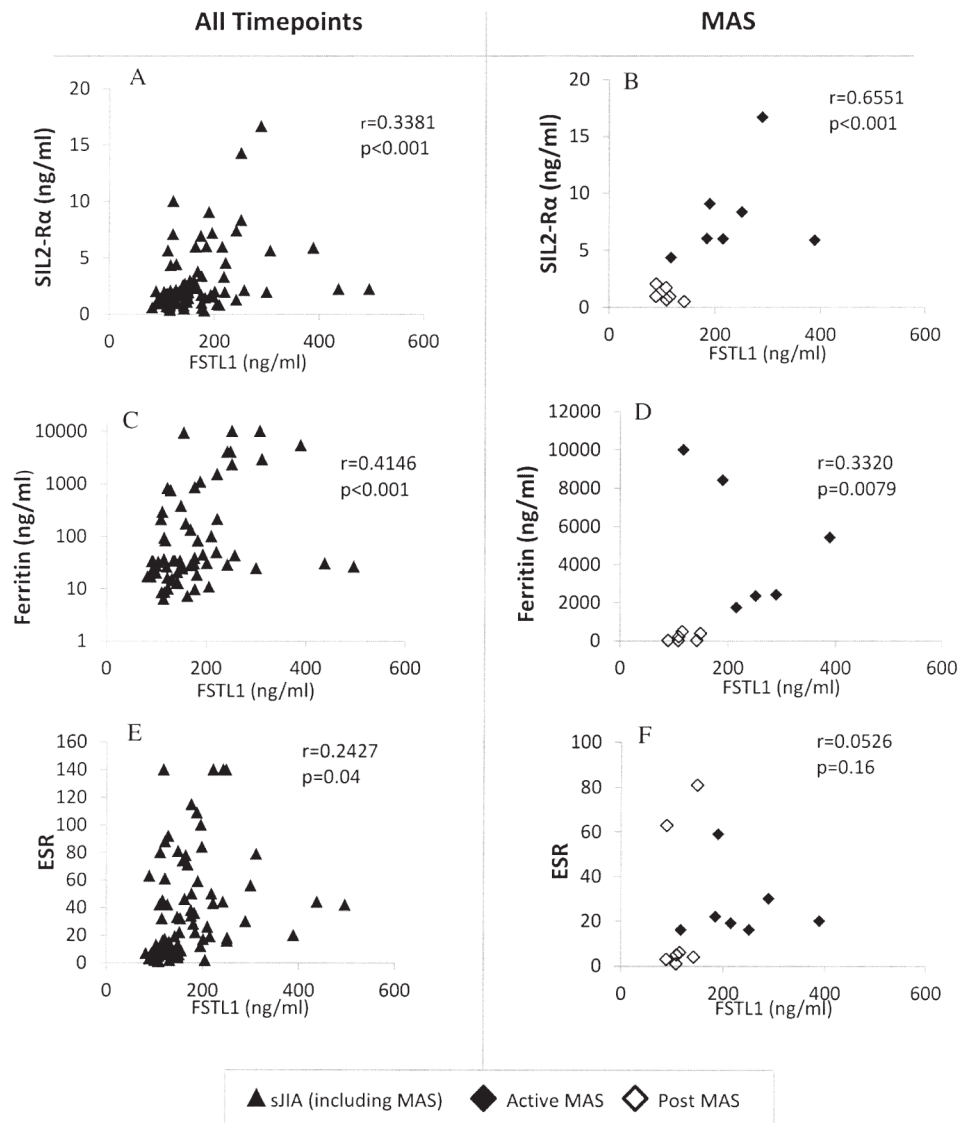 All Timepoints
MAS
A
20
15
10
5
0
SIL2-Rα (ng/ml)
r=0.3381
p<0.001
0 200 400 600
FSTL1 (ng/ml)
B
20
15
10
5
0
SIL2-Rα (ng/ml)
r=0.6551
p<0.001
0 200 400 600
FSTL1 (ng/ml)
C
10000
1000
100
10
1
Ferritin (ng/ml)
r=0.4146
p<0.001
0 200 400 600
FSTL1 (ng/ml)
D
12000
10000
8000
6000
4000
2000
0
Ferritin (ng/ml)
r=0.3320
p=0.0079
0 200 400 600
FSTL1 (ng/ml)
E
160
140
120
100
80
60
40
20
0
ESR
r=0.2427
p=0.04
0 200 400 600
FSTL1 (ng/ml)
F
100
80
60
40
20
0
ESR
r=0.0526
p=0.16
0 200 400 600
FSTL1 (ng/ml)
sJIA (including MAS) Active MAS Post MAS